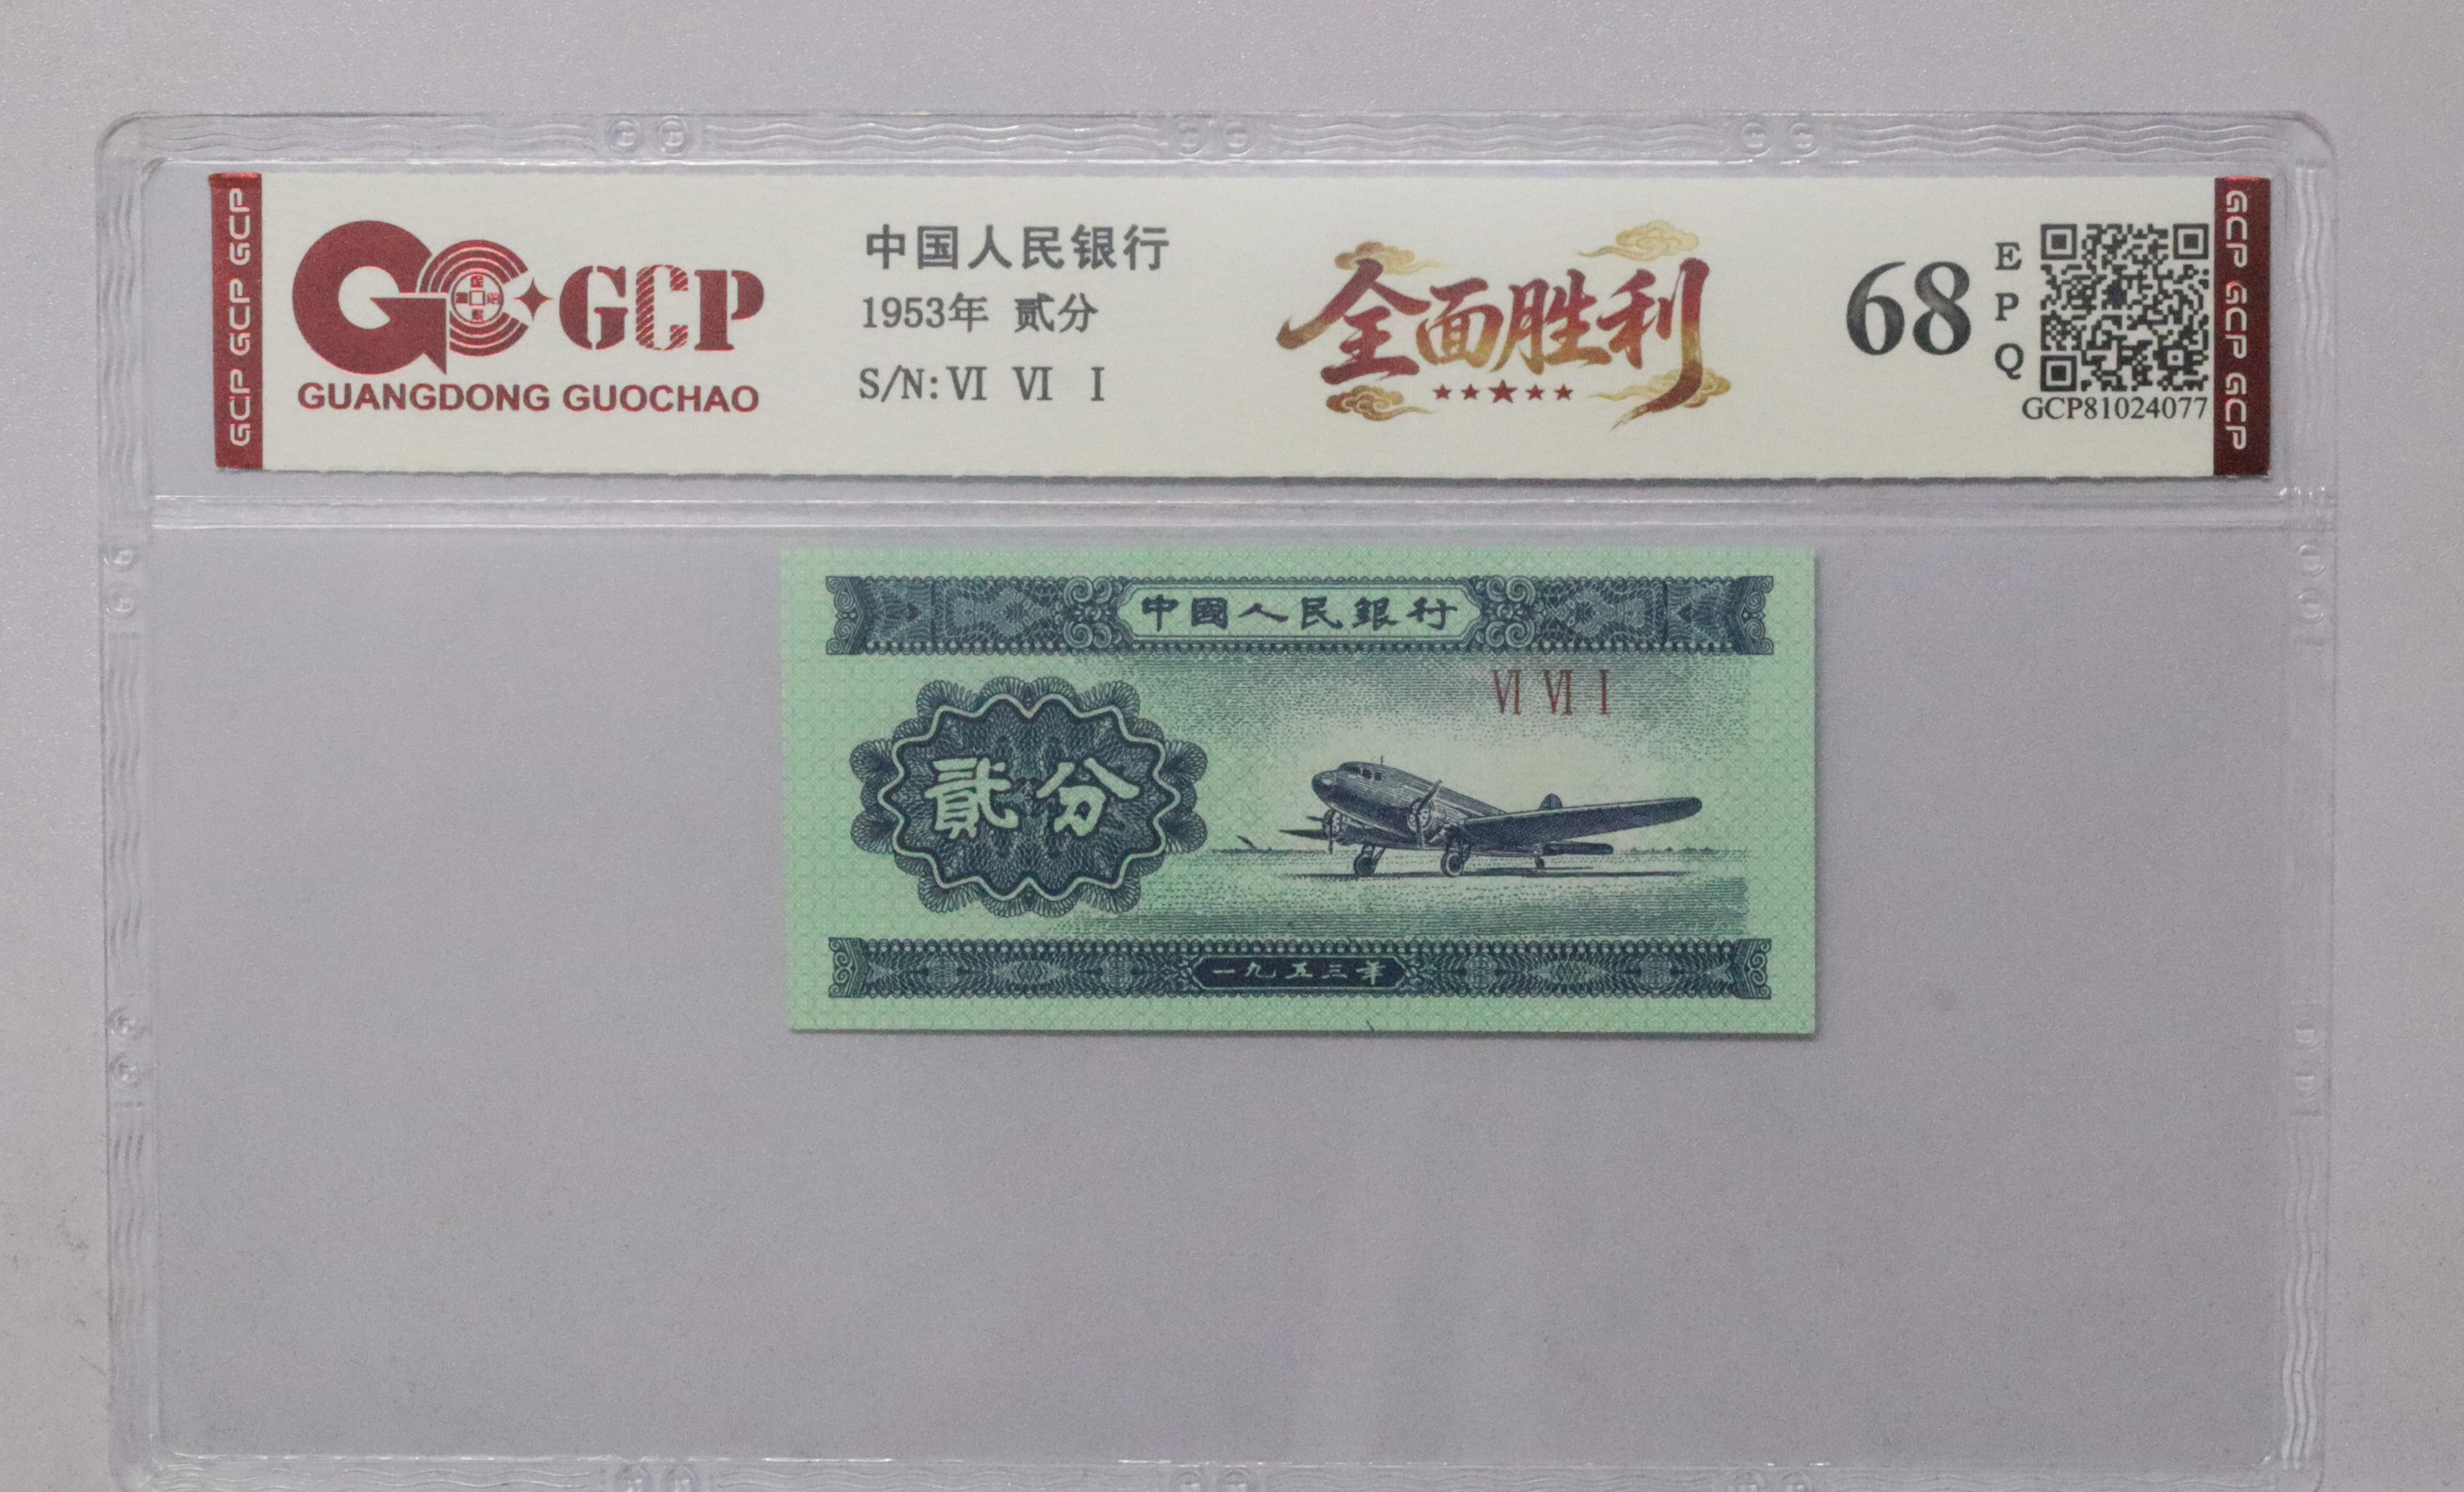 GCP GCP GCP
GCP
GUANGDONG GUOCHAO
中国人民银行
1953年 贰分
S/N: VI VI I
全面胜利
68
EPQ
GCP81024077
GCP GCP GCP
中國人民銀行
VI VI I
貳分
一九五三年